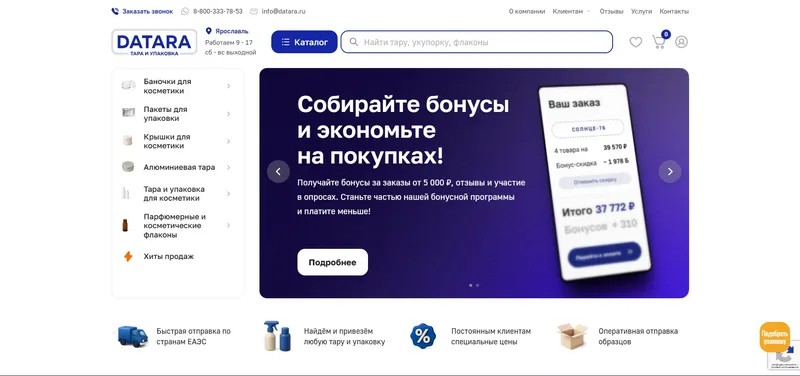 Заказать звонок
8-800-333-78-53
info@datara.ru
О компании
Клиентам
Отзывы
Услуги
Контакты
DATARA
ТАРА И УПАКОВКА
Ярославль
Работаем 9 - 17
сб - вс выходной
Каталог
Найти тару, укупорку, флаконы
0
Баночки для
косметики
Пакеты для
упаковки
Крышки для
косметики
Алюминиевая тара
Тара и упаковка
для косметики
Парфюмерные и
косметические
флаконы
Хиты продаж
Собирайте бонусы
и экономьте
на покупках!
Получайте бонусы за заказы от 5 000 ₽, отзывы и участие
в опросах. Станьте частью нашей бонусной программы
и платите меньше!
Подробнее
Ваш заказ
СОЛНЦЕ-76
4 товара на
39 570 ₽
Бонус-скидка
– 1 978 Б
Отменить скидку
Итого 37 772 ₽
Бонусов + 310
Перейти к оплате
Быстрая отправка по
странам ЕАЭС
Найдём и привезём
любую тару и упаковку
Постоянным клиентам
специальные цены
Оперативная отправка
образцов
Подобрать
упаковку